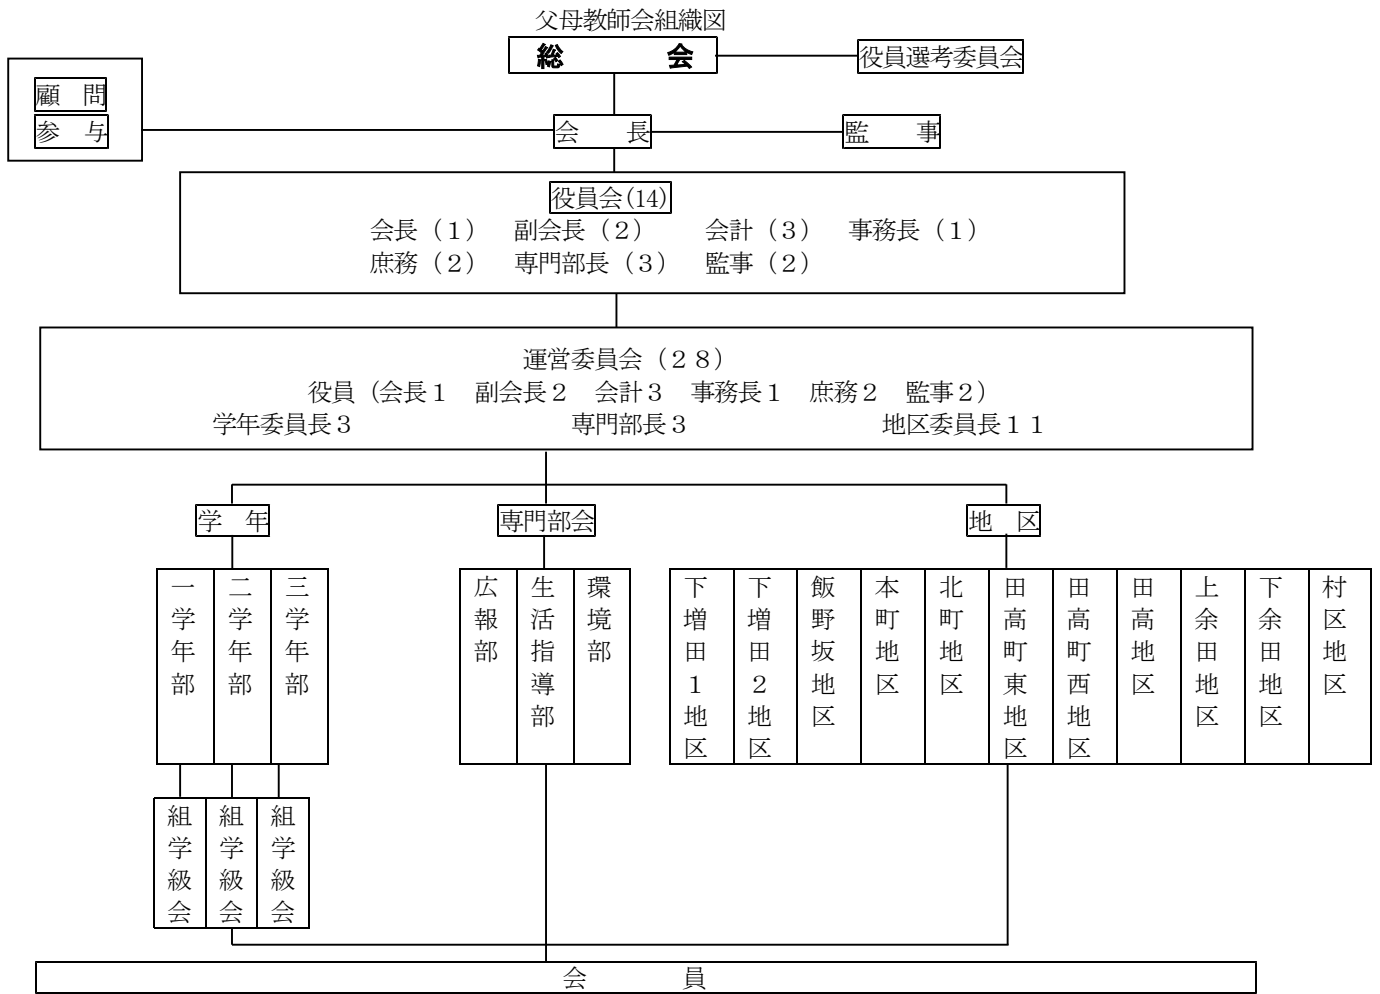 父母教師会組織図
総　　会
役員選考委員会
顧　問
参　与
会　長
監　事
役員会(14)
会長（１）　副会長（２）　会計（３）　事務長（１）
庶務（２）　専門部長（３）　監事（２）
運営委員会（２８）
役員（会長１　副会長２　会計３　事務長１　庶務２　監事２）
学年委員長３　専門部長３　地区委員長１１
学　年
専門部会
地　区
一学年部
二学年部
三学年部
広報部
生活指導部
環境部
下増田１地区
下増田２地区
飯野坂地区
本町地区
北町地区
田高町東地区
田高町西地区
田高地区
上余田地区
下余田地区
村区地区
組学級会
組学級会
組学級会
会　員